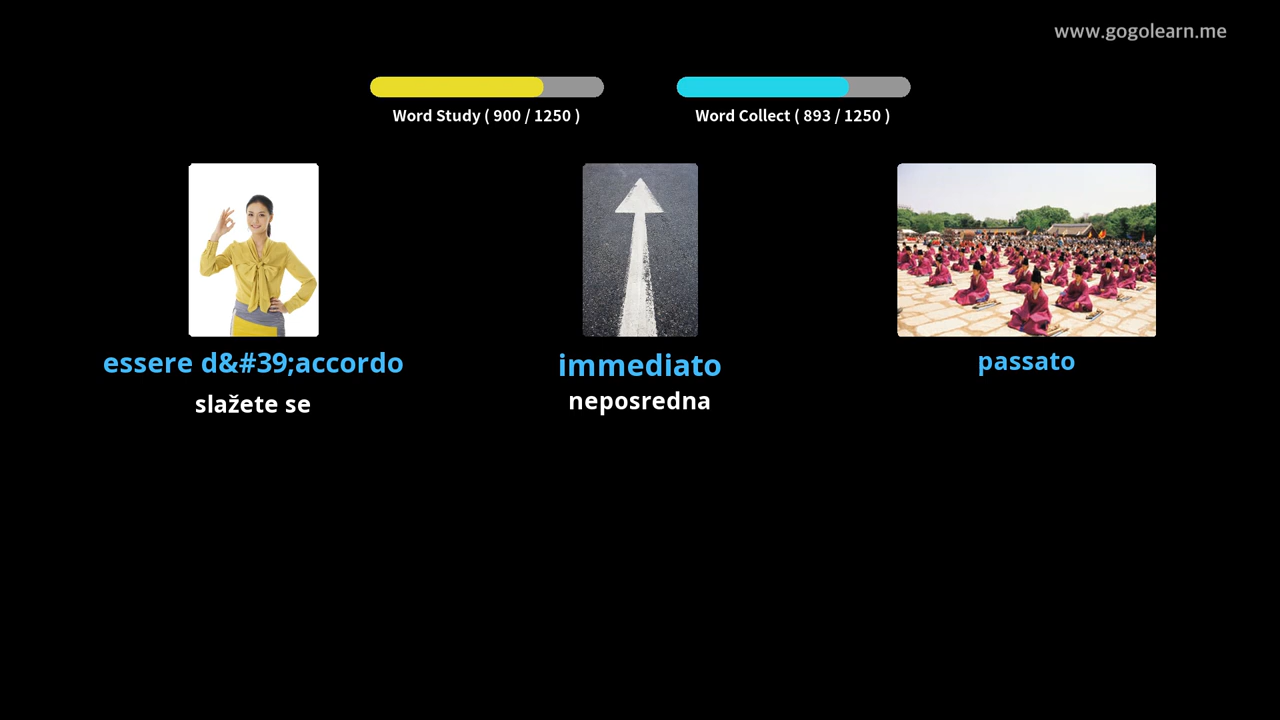 www.gogolearn.me
Word Study ( 900 / 1250 )
Word Collect ( 893 / 1250 )
essere d&#39;accordo
slažete se
immediato
neposredna
passato